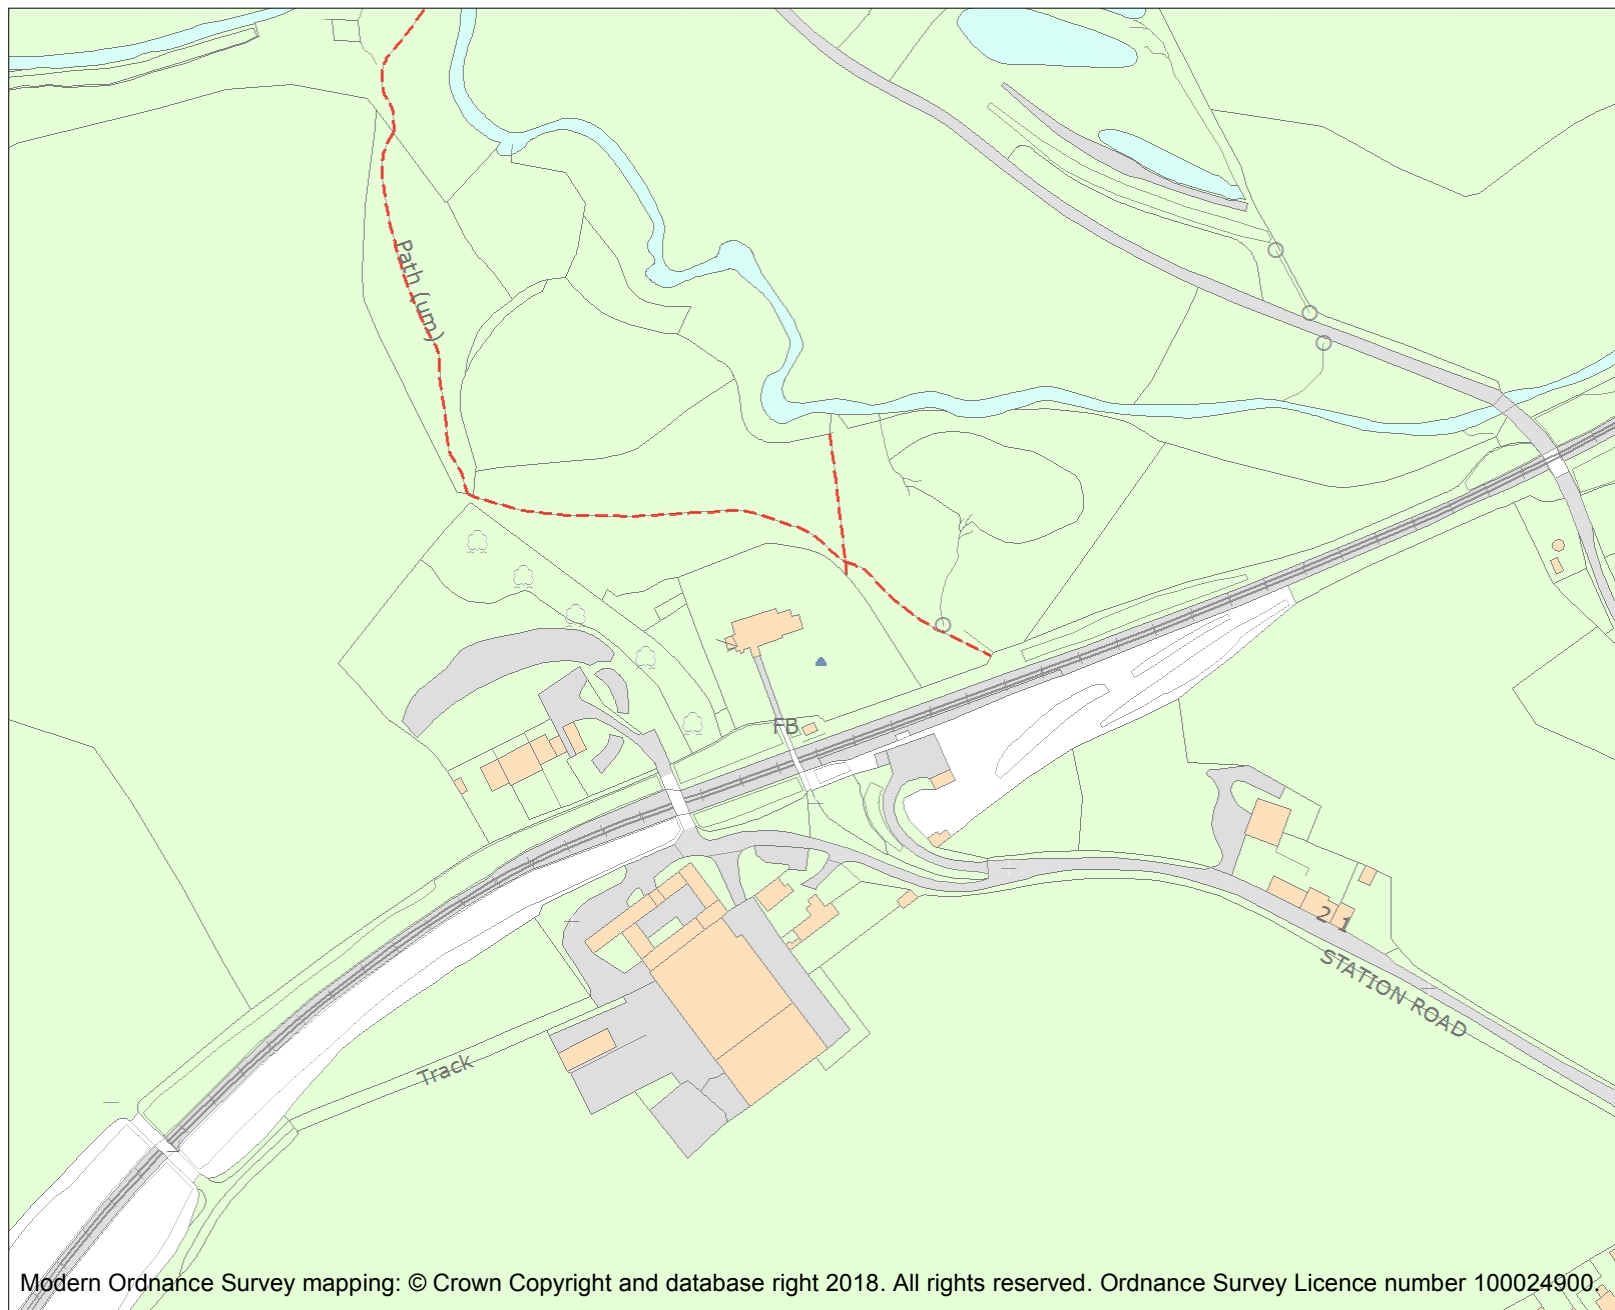 Path (um)
FB
2 1
STATION ROAD
Track
Modern Ordnance Survey mapping: © Crown Copyright and database right 2018. All rights reserved. Ordnance Survey Licence number 100024900.